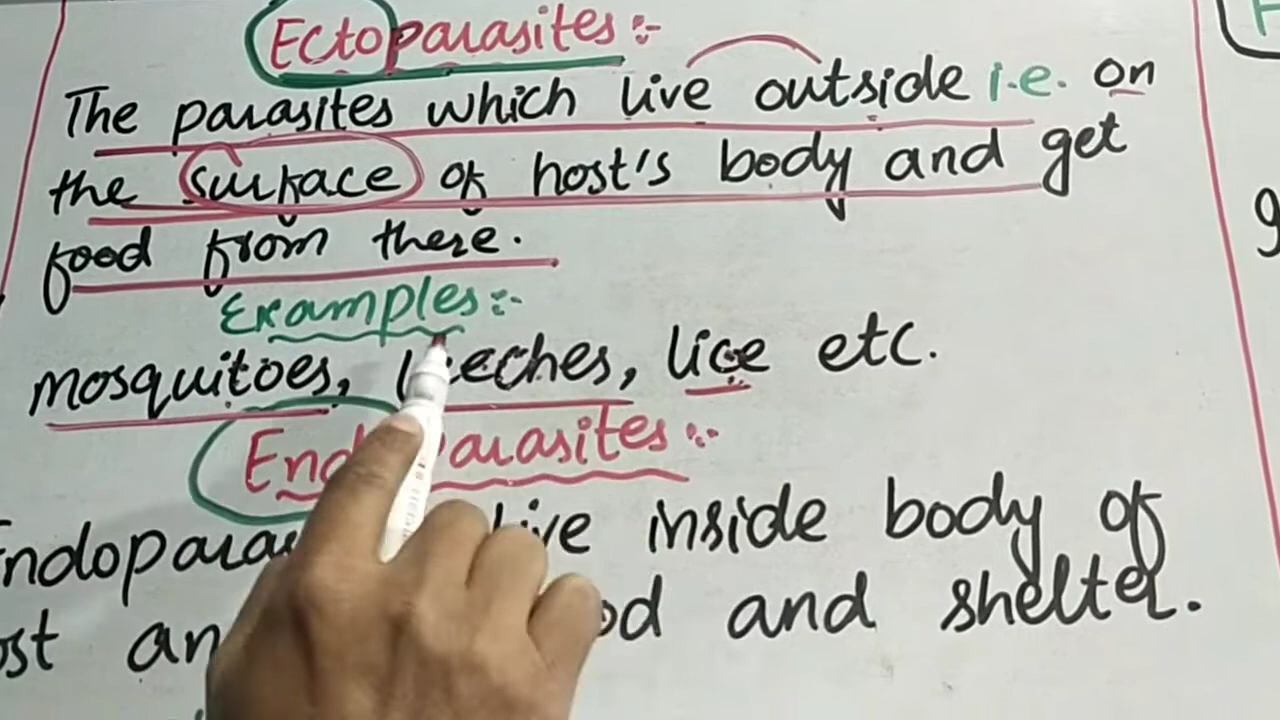 Ectoparasites :-
The parasites which live outside i.e. on
the surface of host's body and get
food from there.
Examples :-
mosquitoes, leeches, lice etc.
Endoparasites :-
live inside body of
and shelter.